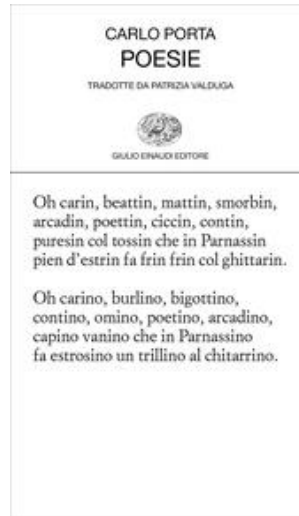 CARLO PORTA
POESIE
TRADOTTE DA PATRIZIA VALDUGA
GIULIO EINAUDI EDITORE
Oh carin, beattin, mattin, smorbin,
arcadin, poettin, ciccin, contin,
puresin col tossin che in Parnassin
pien d'estrin fa frin frin col ghittarin.
Oh carino, burlino, bigottino,
contino, omino, poetino, arcadino,
capino vanino che in Parnassino
fa estrosino un trillino al chitarrino.